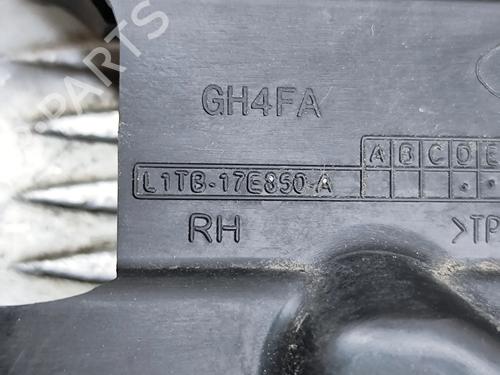 GH4FA
A B C D E
L1TB-17E850-A
RH
>TP
PARTS